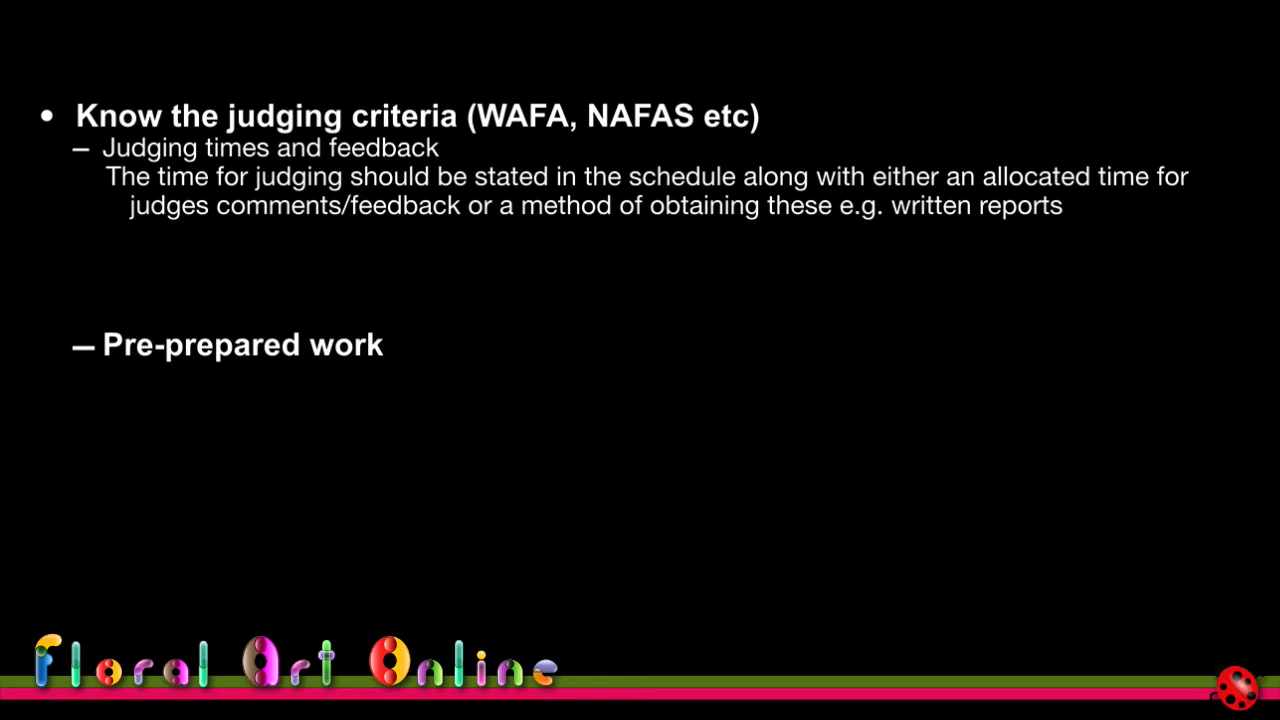 • Know the judging criteria (WAFA, NAFAS etc)
– Judging times and feedback
The time for judging should be stated in the schedule along with either an allocated time for
judges comments/feedback or a method of obtaining these e.g. written reports
– Pre-prepared work
Floral Art Online